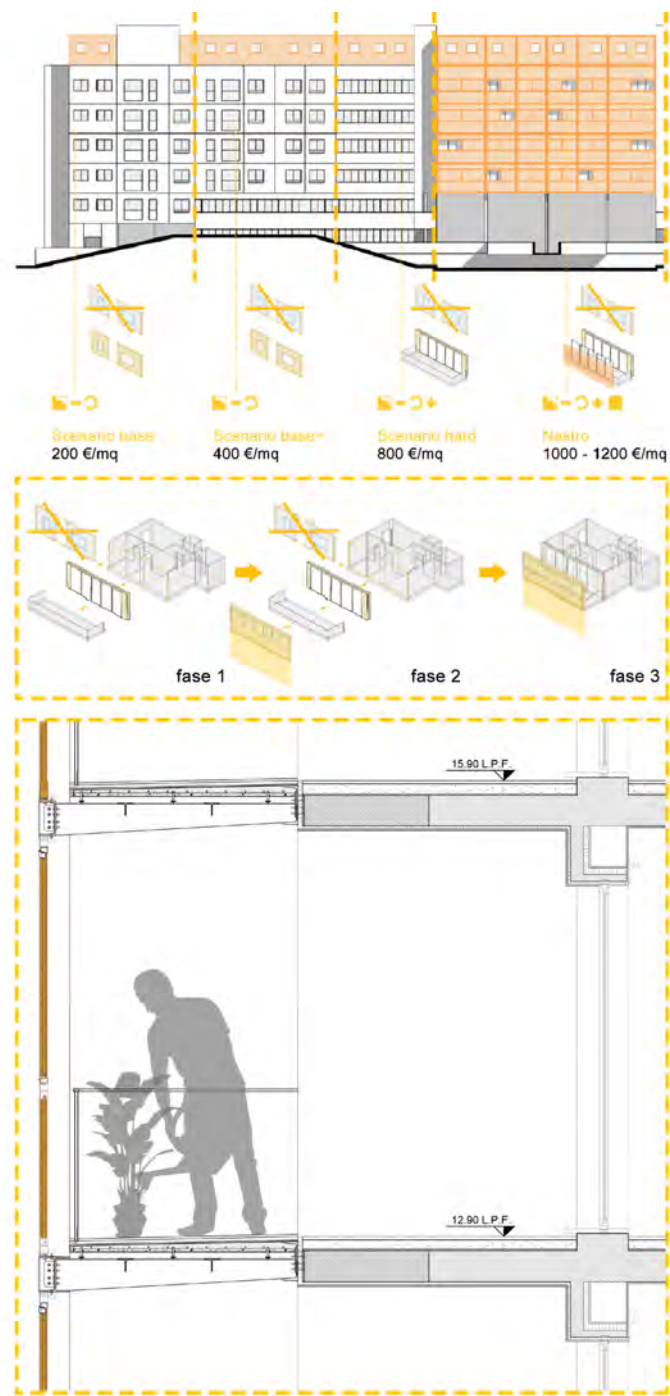 Scenario base
200 €/mq
Scenario base+
400 €/mq
Scenario hard
800 €/mq
Nastro
1000 - 1200 €/mq
fase 1
fase 2
fase 3
15.90 L.P.F.
12.90 L.P.F.